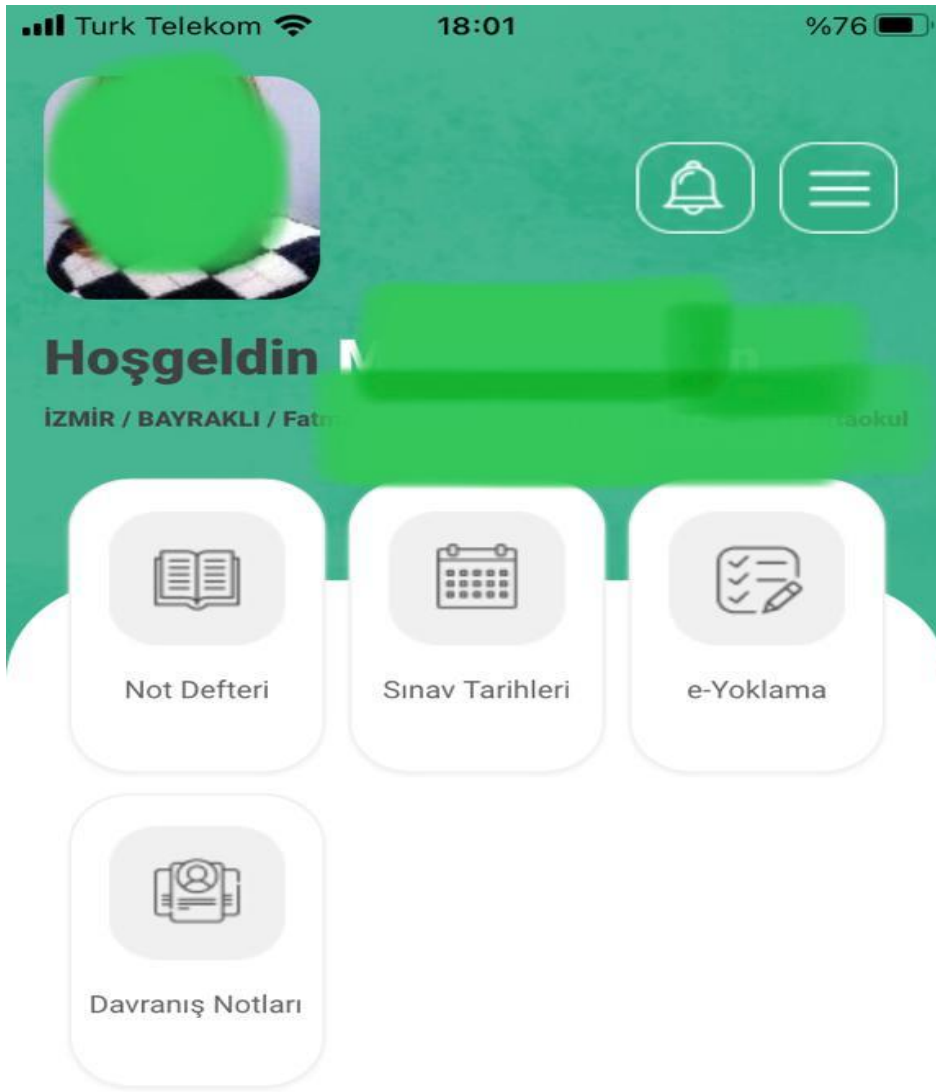 Turk Telekom 18:01 %76
Hoşgeldin
İZMİR / BAYRAKLI /
Not Defteri Sınav Tarihleri e-Yoklama
Davranış Notları